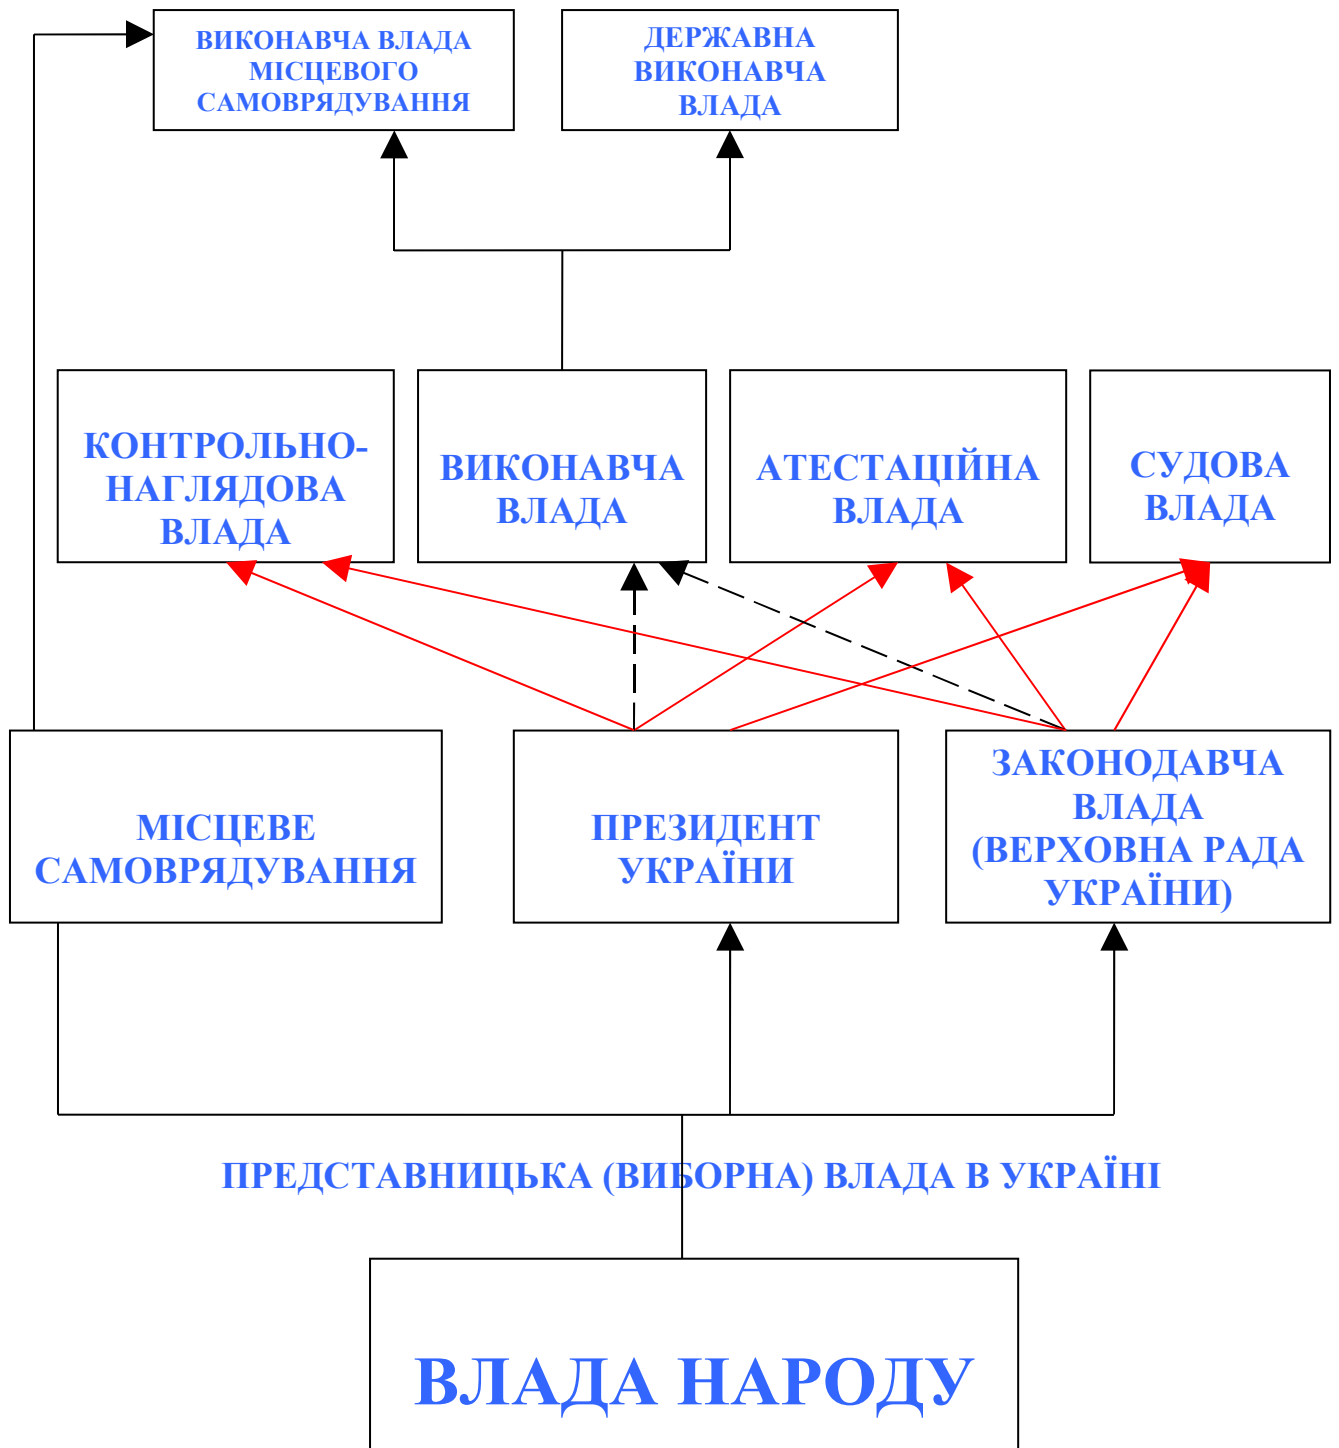 ВИКОНАВЧА ВЛАДА
МІСЦЕВОГО
САМОВРЯДУВАННЯ
ДЕРЖАВНА
ВИКОНАВЧА
ВЛАДА
КОНТРОЛЬНО-
НАГЛЯДОВА
ВЛАДА
ВИКОНАВЧА
ВЛАДА
АТЕСТАЦІЙНА
ВЛАДА
СУДОВА
ВЛАДА
МІСЦЕВЕ
САМОВРЯДУВАННЯ
ПРЕЗИДЕНТ
УКРАЇНИ
ЗАКОНОДАВЧА
ВЛАДА
(ВЕРХОВНА РАДА
УКРАЇНИ)
ПРЕДСТАВНИЦЬКА (ВИБОРНА) ВЛАДА В УКРАЇНІ
ВЛАДА НАРОДУ